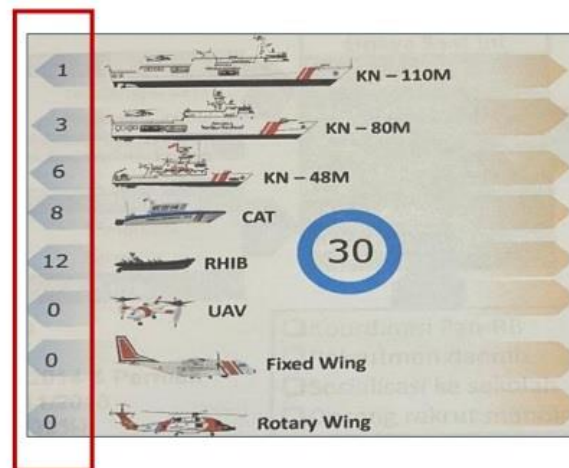 1 KN – 110M
3 KN – 80M
6 KN – 48M
8 CAT
30
12 RHIB
0 UAV
0 Fixed Wing
0 Rotary Wing